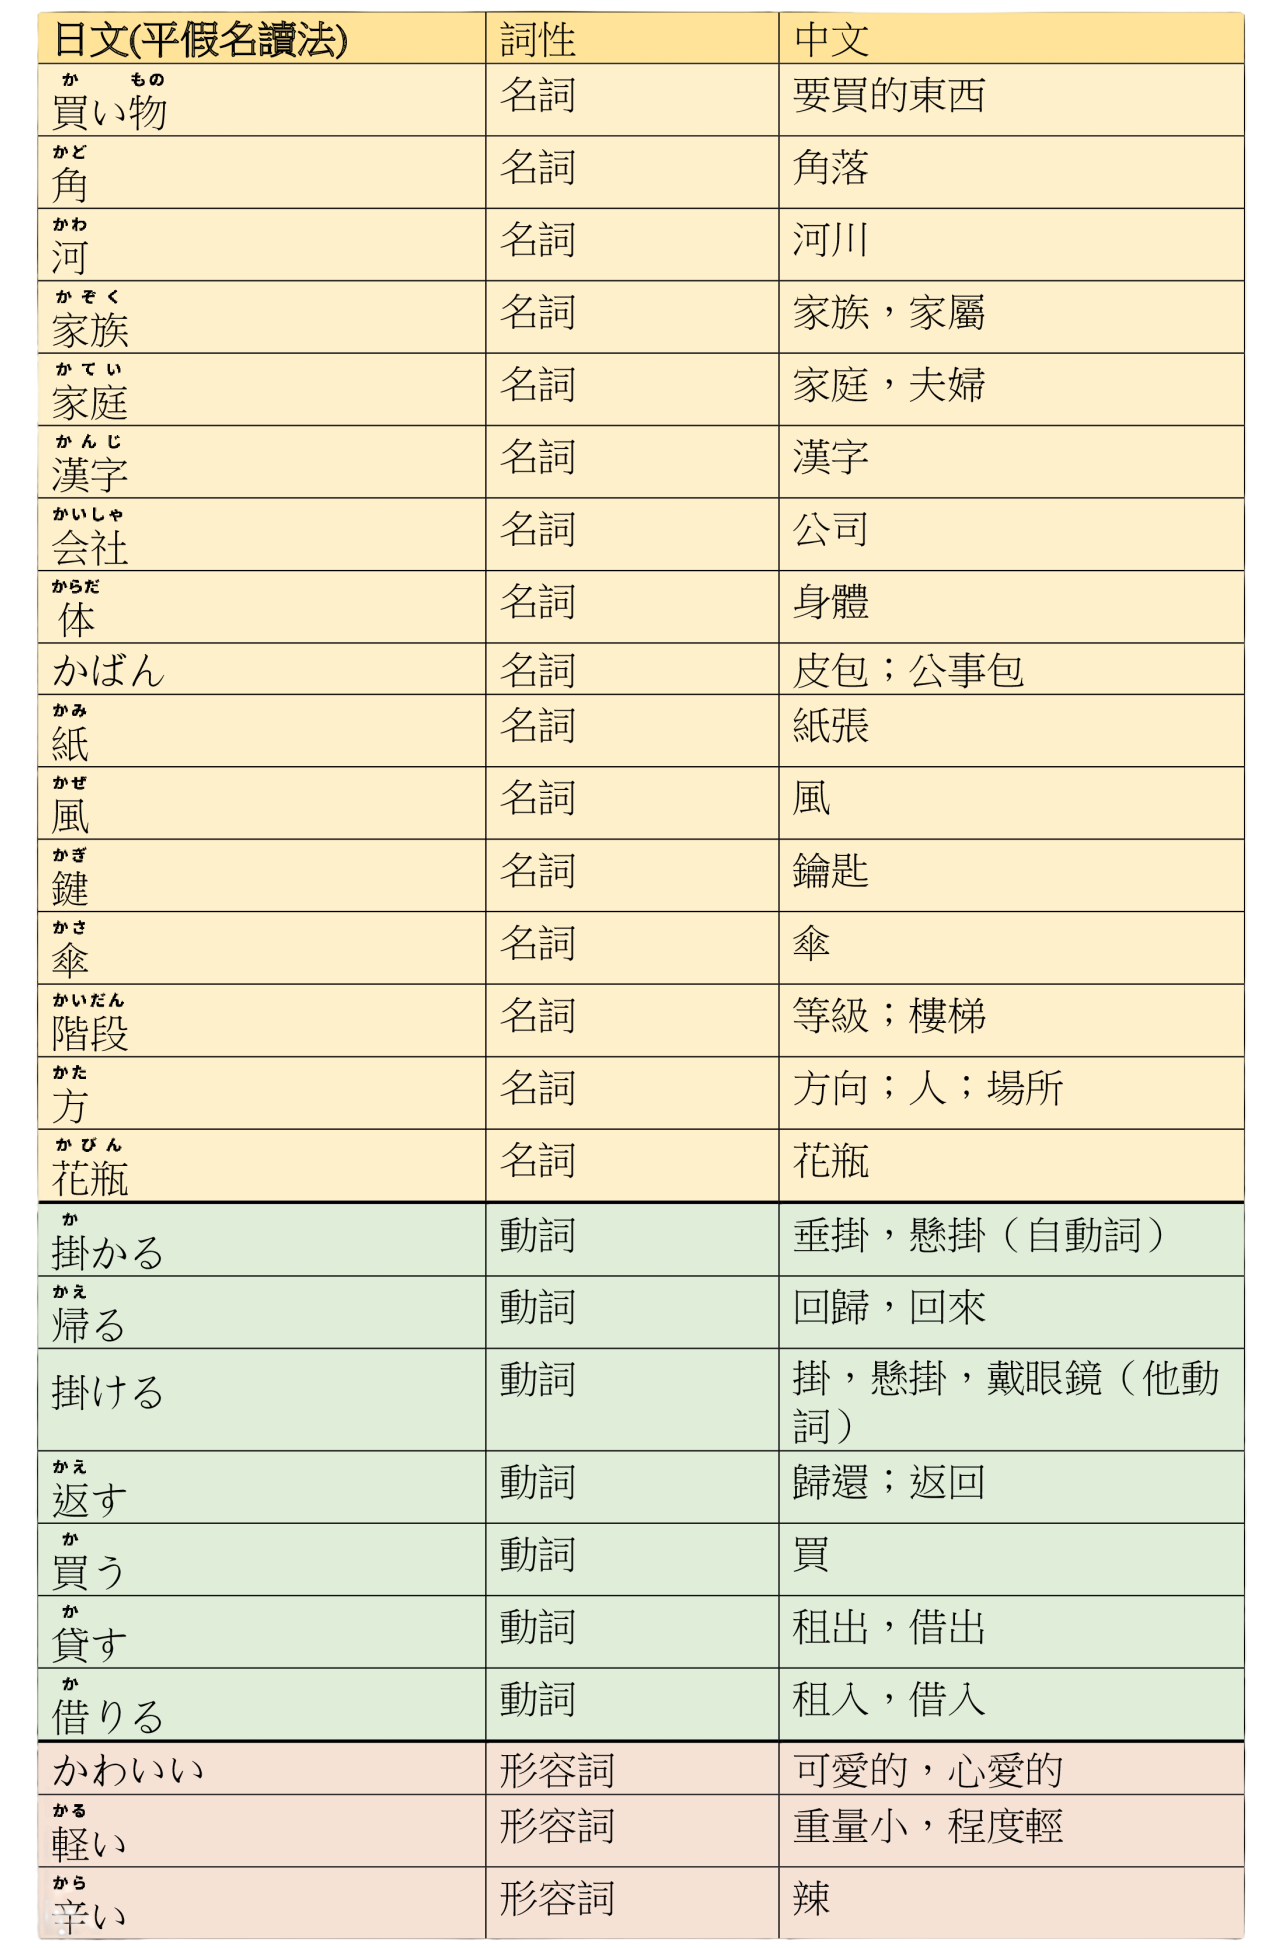 日文(平假名讀法) 詞性 中文
か もの
買い物 名詞 要買的東西
かど
角 名詞 角落
かわ
河 名詞 河川
かぞく
家族 名詞 家族，家屬
かてい
家庭 名詞 家庭，夫婦
かんじ
漢字 名詞 漢字
かいしゃ
会社 名詞 公司
からだ
体 名詞 身體
かばん 名詞 皮包；公事包
かみ
紙 名詞 紙張
かぜ
風 名詞 風
かぎ
鍵 名詞 鑰匙
かさ
傘 名詞 傘
かいだん
階段 名詞 等級；樓梯
かた
方 名詞 方向；人；場所
かびん
花瓶 名詞 花瓶
か
掛かる 動詞 垂掛，懸掛（自動詞）
かえ
帰る 動詞 回歸，回來
掛ける 動詞 掛，懸掛，戴眼鏡（他動
詞）
かえ
返す 動詞 歸還；返回
か
買う 動詞 買
か
貸す 動詞 租出，借出
か
借りる 動詞 租入，借入
かわいい 形容詞 可愛的，心愛的
かる
軽い 形容詞 重量小，程度輕
から
辛い 形容詞 辣